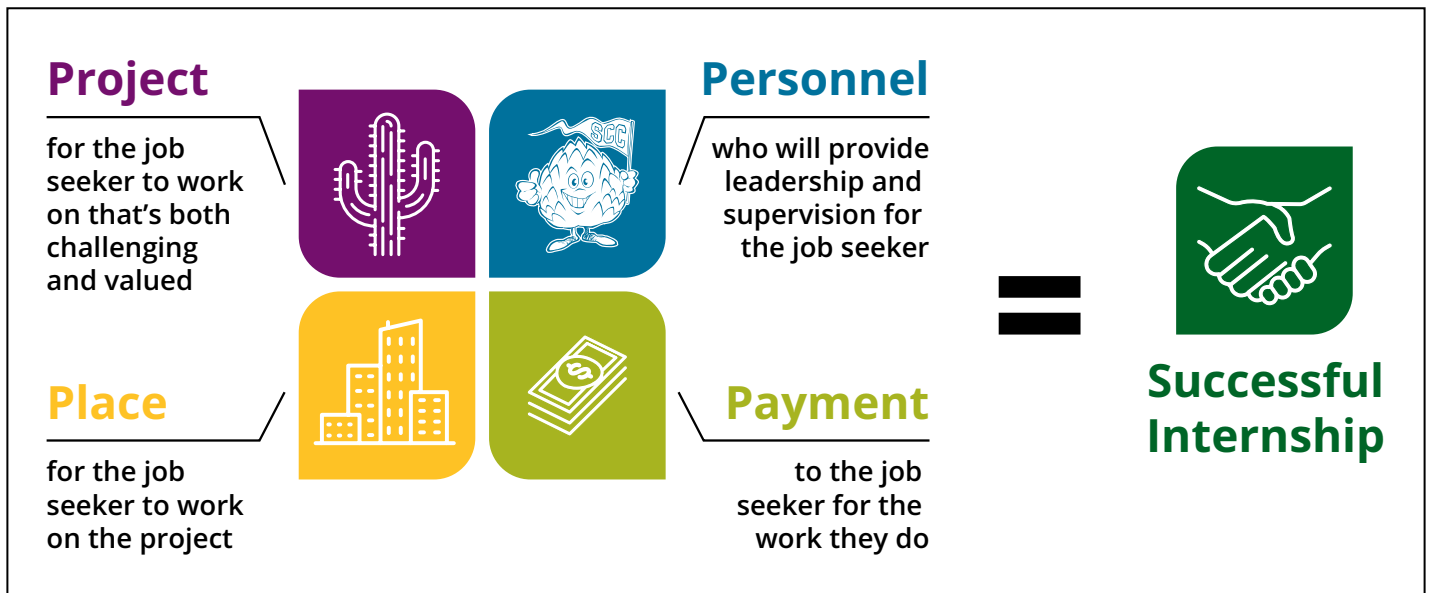 Project
for the job
seeker to work
on that’s both
challenging
and valued
SCC
Personnel
who will provide
leadership and
supervision for
the job seeker
Place
for the job
seeker to work
on the project
$
Payment
to the job
seeker for the
work they do
=
Successful
Internship